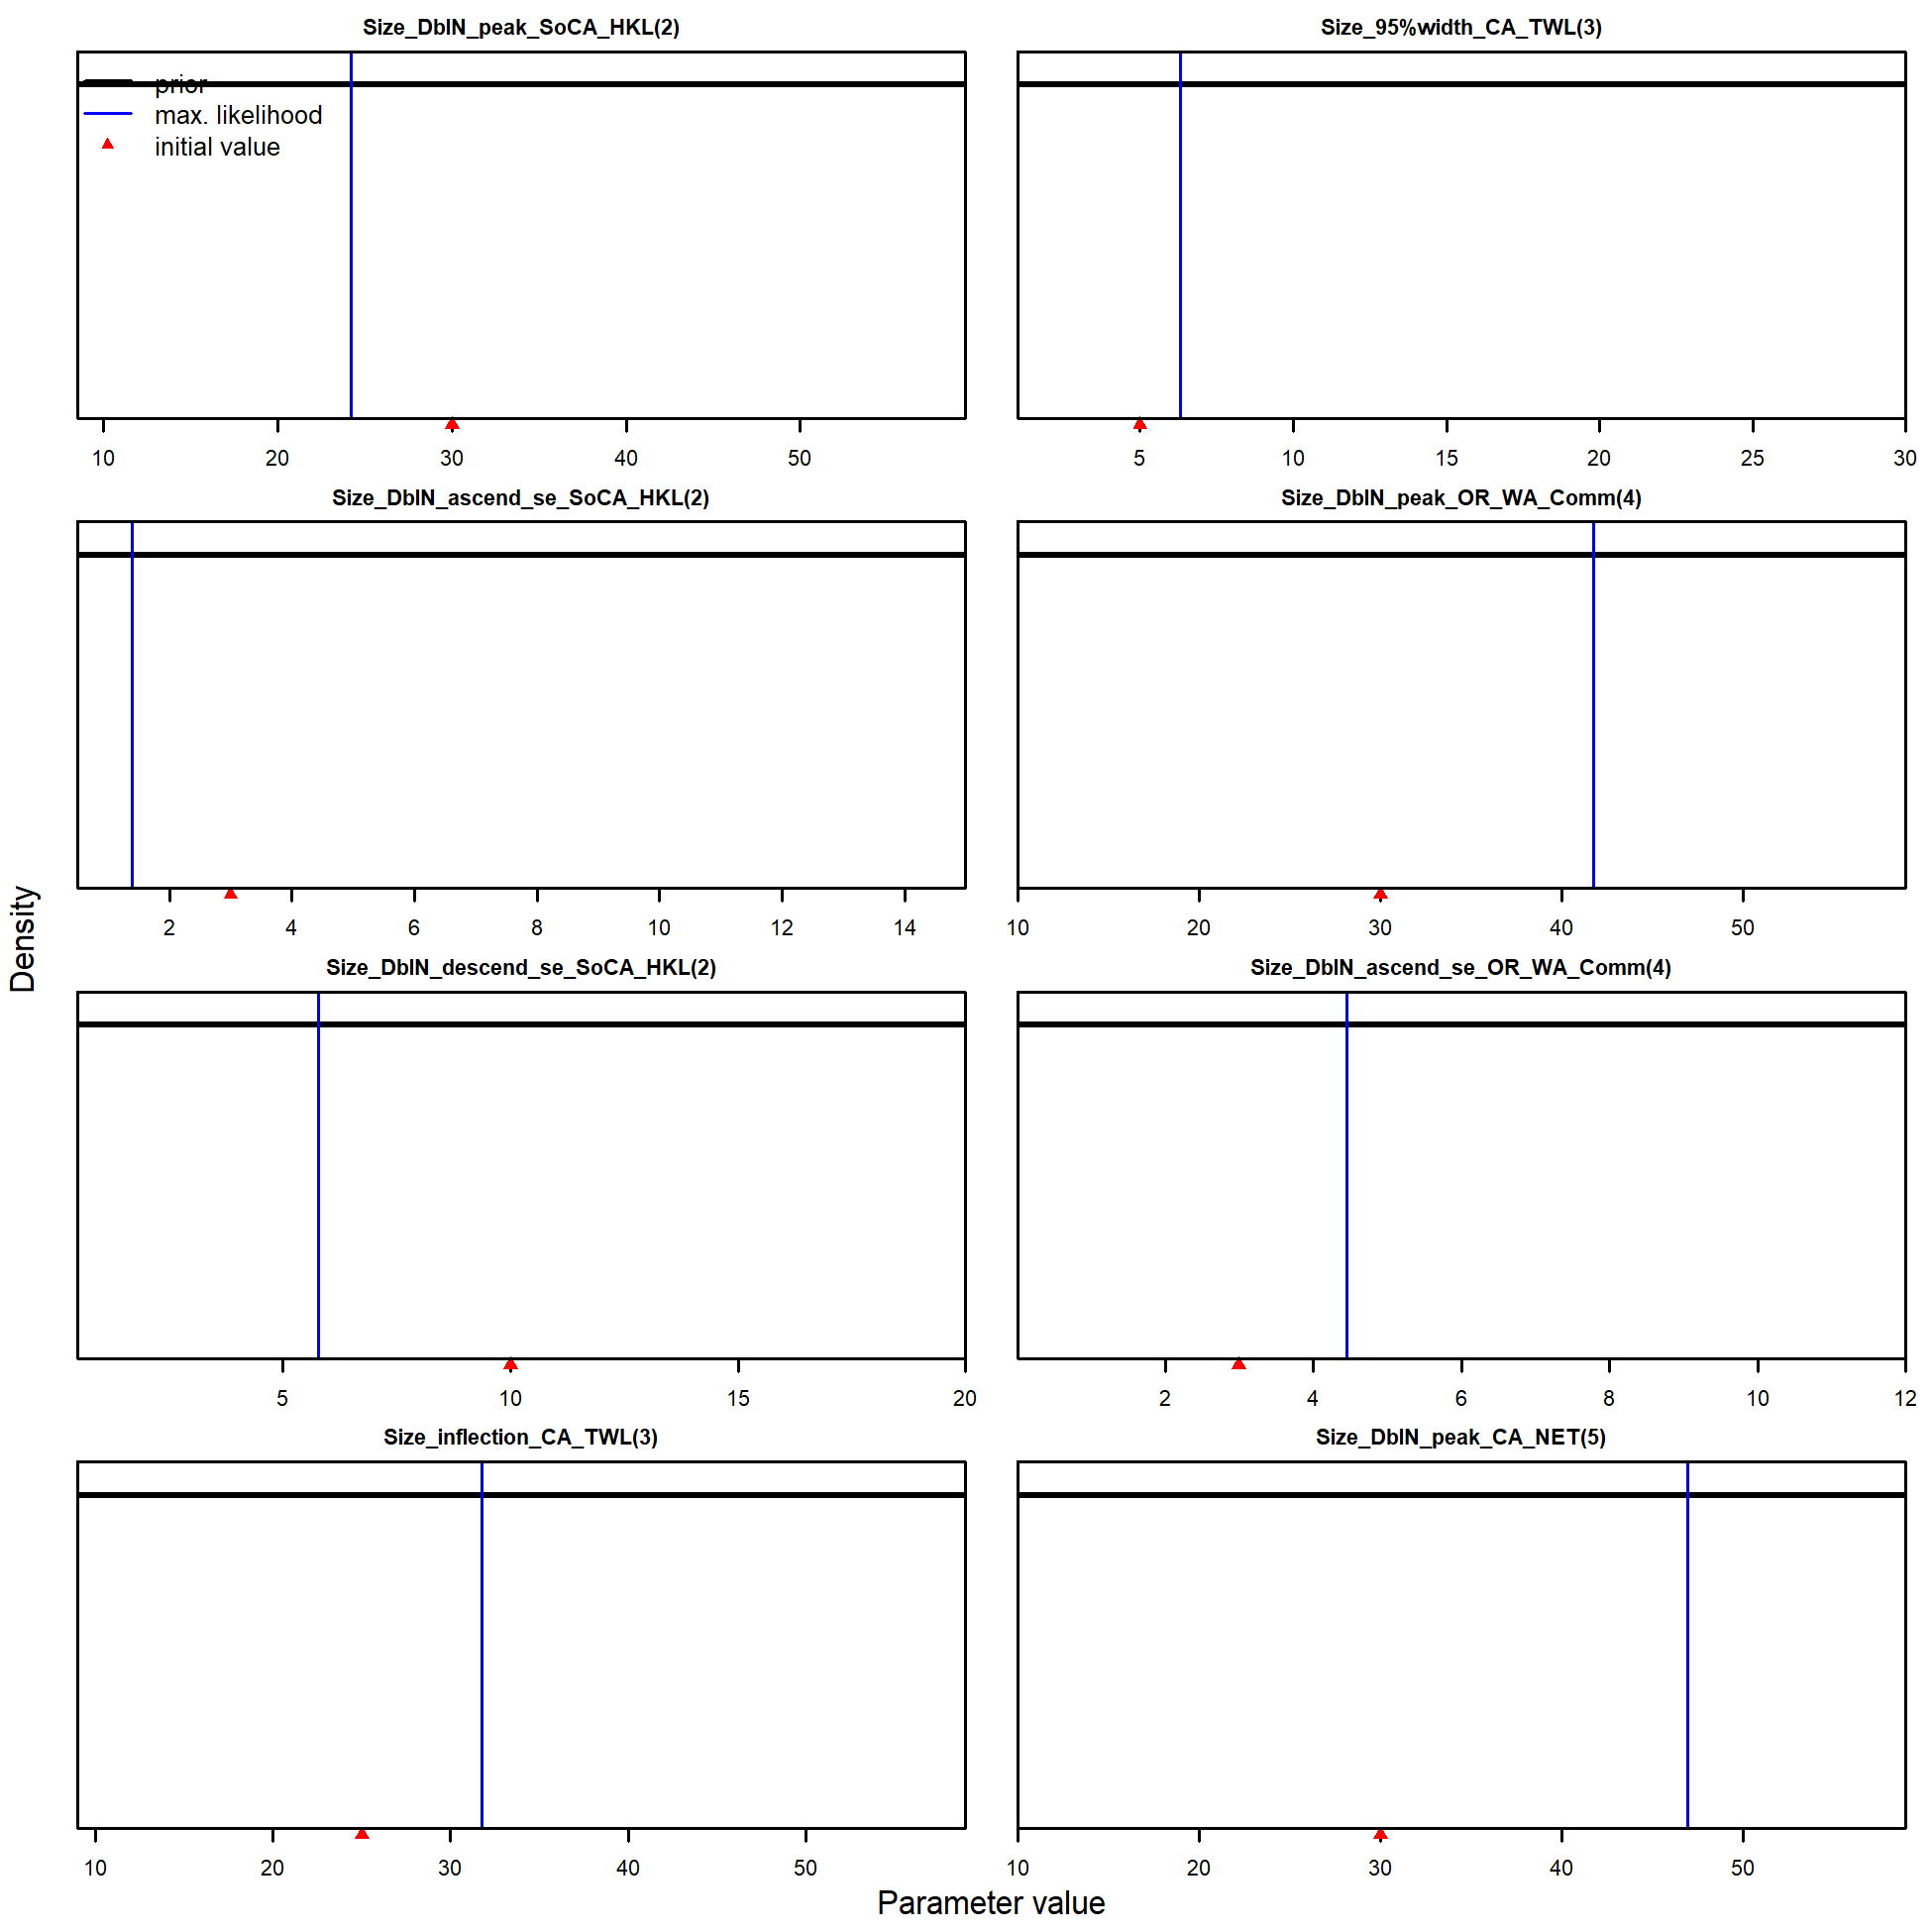 Size_DblN_peak_SoCA_HKL(2)
prior
max. likelihood
initial value
10 20 30 40 50
Size_95%width_CA_TWL(3)
5 10 15 20 25 30
Size_DblN_ascend_se_SoCA_HKL(2)
2 4 6 8 10 12 14
Size_DblN_peak_OR_WA_Comm(4)
10 20 30 40 50
Size_DblN_descend_se_SoCA_HKL(2)
5 10 15 20
Size_DblN_ascend_se_OR_WA_Comm(4)
2 4 6 8 10 12
Size_inflection_CA_TWL(3)
10 20 30 40 50
Size_DblN_peak_CA_NET(5)
10 20 30 40 50
Density
Parameter value